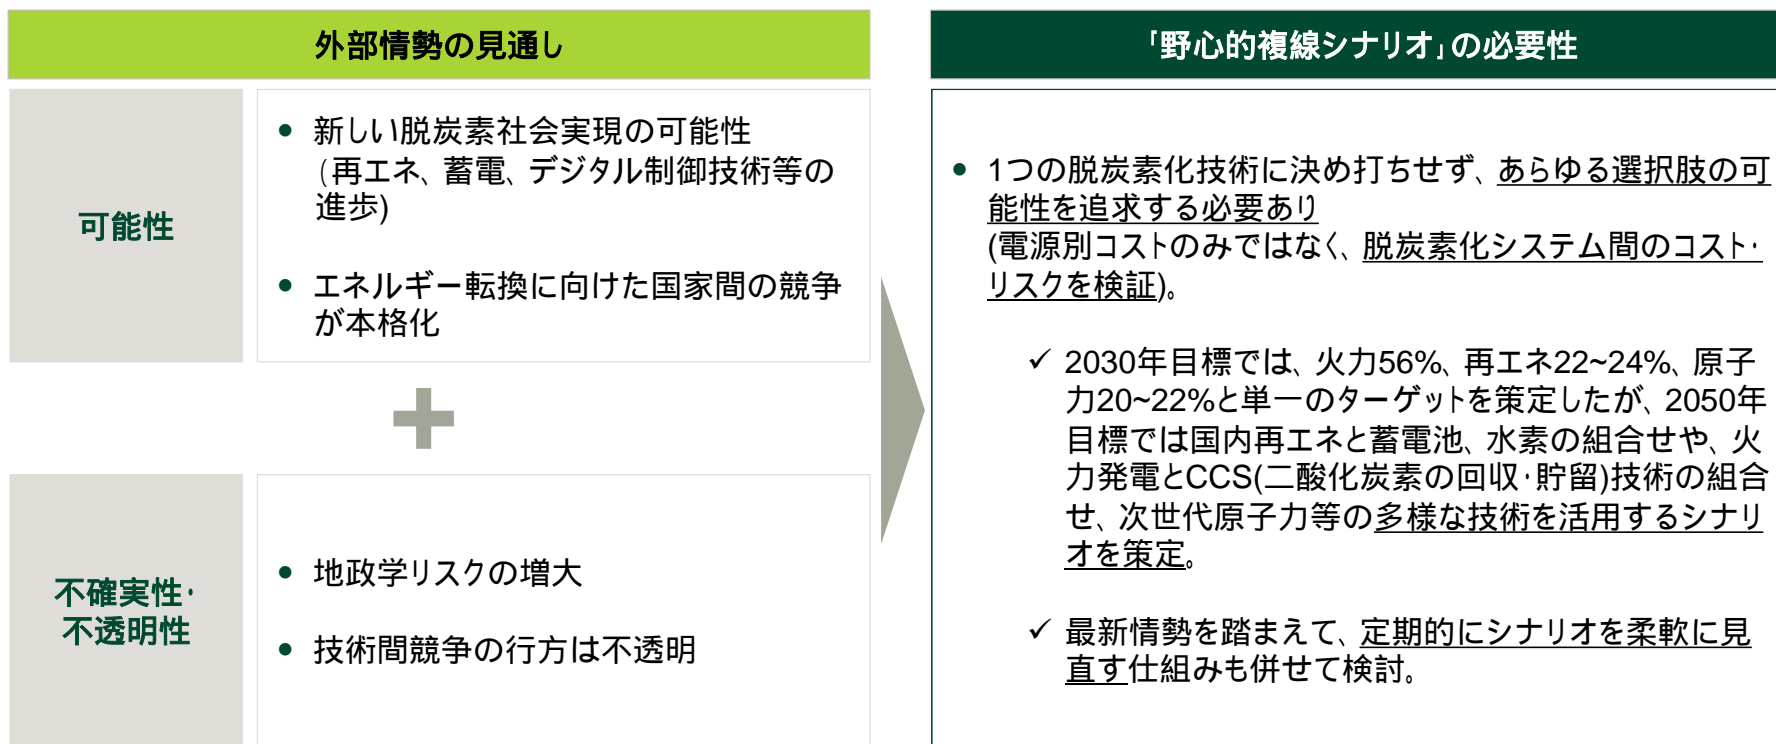 外部情勢の見通し
可能性
• 新しい脱炭素社会実現の可能性
(再エネ、蓄電、デジタル制御技術等の
進歩)
• エネルギー転換に向けた国家間の競争
が本格化
不確実性・
不透明性
• 地政学リスクの増大
• 技術間競争の行方は不透明
「野心的複線シナリオ」の必要性
• 1つの脱炭素化技術に決め打ちせず、あらゆる選択肢の可
能性を追求する必要あり
(電源別コストのみではなく、脱炭素化システム間のコスト・
リスクを検証)。
✓ 2030年目標では、火力56%、再エネ22~24%、原子
力20~22%と単一のターゲットを策定したが、2050年
目標では国内再エネと蓄電池、水素の組合せや、火
力発電とCCS(二酸化炭素の回収・貯留)技術の組合
せ、次世代原子力等の多様な技術を活用するシナリ
オを策定。
✓ 最新情勢を踏まえて、定期的にシナリオを柔軟に見
直す仕組みも併せて検討。